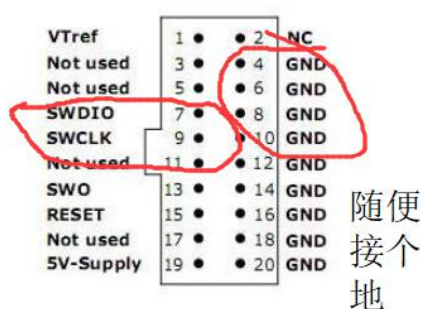 VTref 1 2 NC
Not used 3 4 GND
Not used 5 6 GND
SWDIO 7 8 GND
SWCLK 9 10 GND
Not used 11 12 GND
SWO 13 14 GND
RESET 15 16 GND
Not used 17 18 GND
5V-Supply 19 20 GND
随便
接个
地